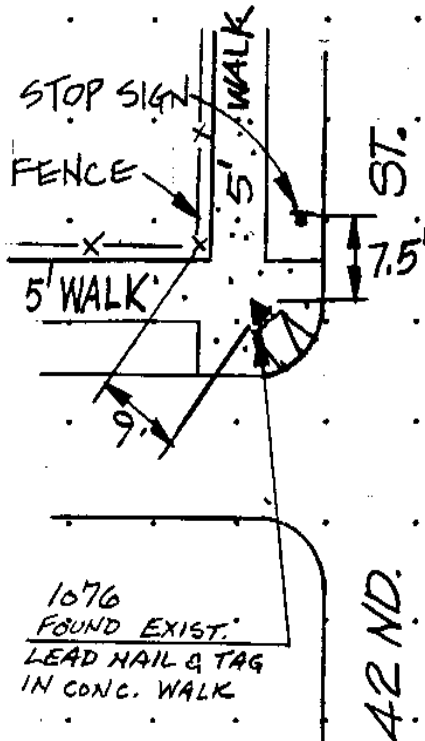 STOP SIGN
WALK
5'
FENCE
ST.
7.5'
5' WALK
9.'
1076
FOUND EXIST.
LEAD NAIL & TAG
IN CONC. WALK
42 ND.